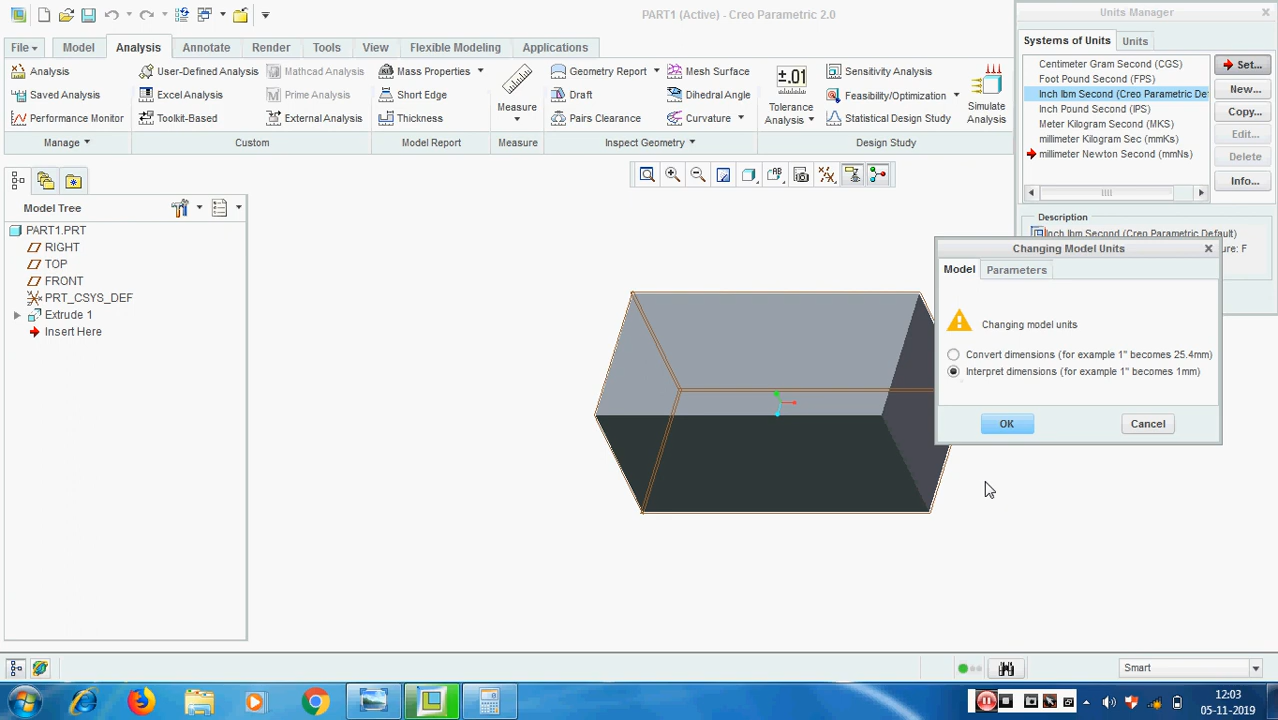 PART1 (Active) - Creo Parametric 2.0
File
Model
Analysis
Annotate
Render
Tools
View
Flexible Modeling
Applications
Analysis
User-Defined Analysis
Mathcad Analysis
Mass Properties
Geometry Report
Mesh Surface
Sensitivity Analysis
Saved Analysis
Excel Analysis
Prime Analysis
Short Edge
Draft
Dihedral Angle
Feasibility/Optimization
Performance Monitor
Toolkit-Based
External Analysis
Thickness
Pairs Clearance
Curvature
Statistical Design Study
Measure
±.01
Tolerance
Analysis
Simulate
Analysis
Manage
Custom
Model Report
Measure
Inspect Geometry
Design Study
Units Manager
Systems of Units
Units
Centimeter Gram Second (CGS)
Foot Pound Second (FPS)
Inch lbm Second (Creo Parametric De
Inch Pound Second (IPS)
Meter Kilogram Second (MKS)
millimeter Kilogram Sec (mmKs)
millimeter Newton Second (mmNs)
Set...
New...
Copy...
Edit...
Delete
Info...
Description
Inch lbm Second (Creo Parametric Default)
ure: F
Model Tree
PART1.PRT
RIGHT
TOP
FRONT
PRT_CSYS_DEF
Extrude 1
Insert Here
Changing Model Units
Model
Parameters
Changing model units
Convert dimensions (for example 1" becomes 25.4mm)
Interpret dimensions (for example 1" becomes 1mm)
OK
Cancel
Smart
12:03
05-11-2019